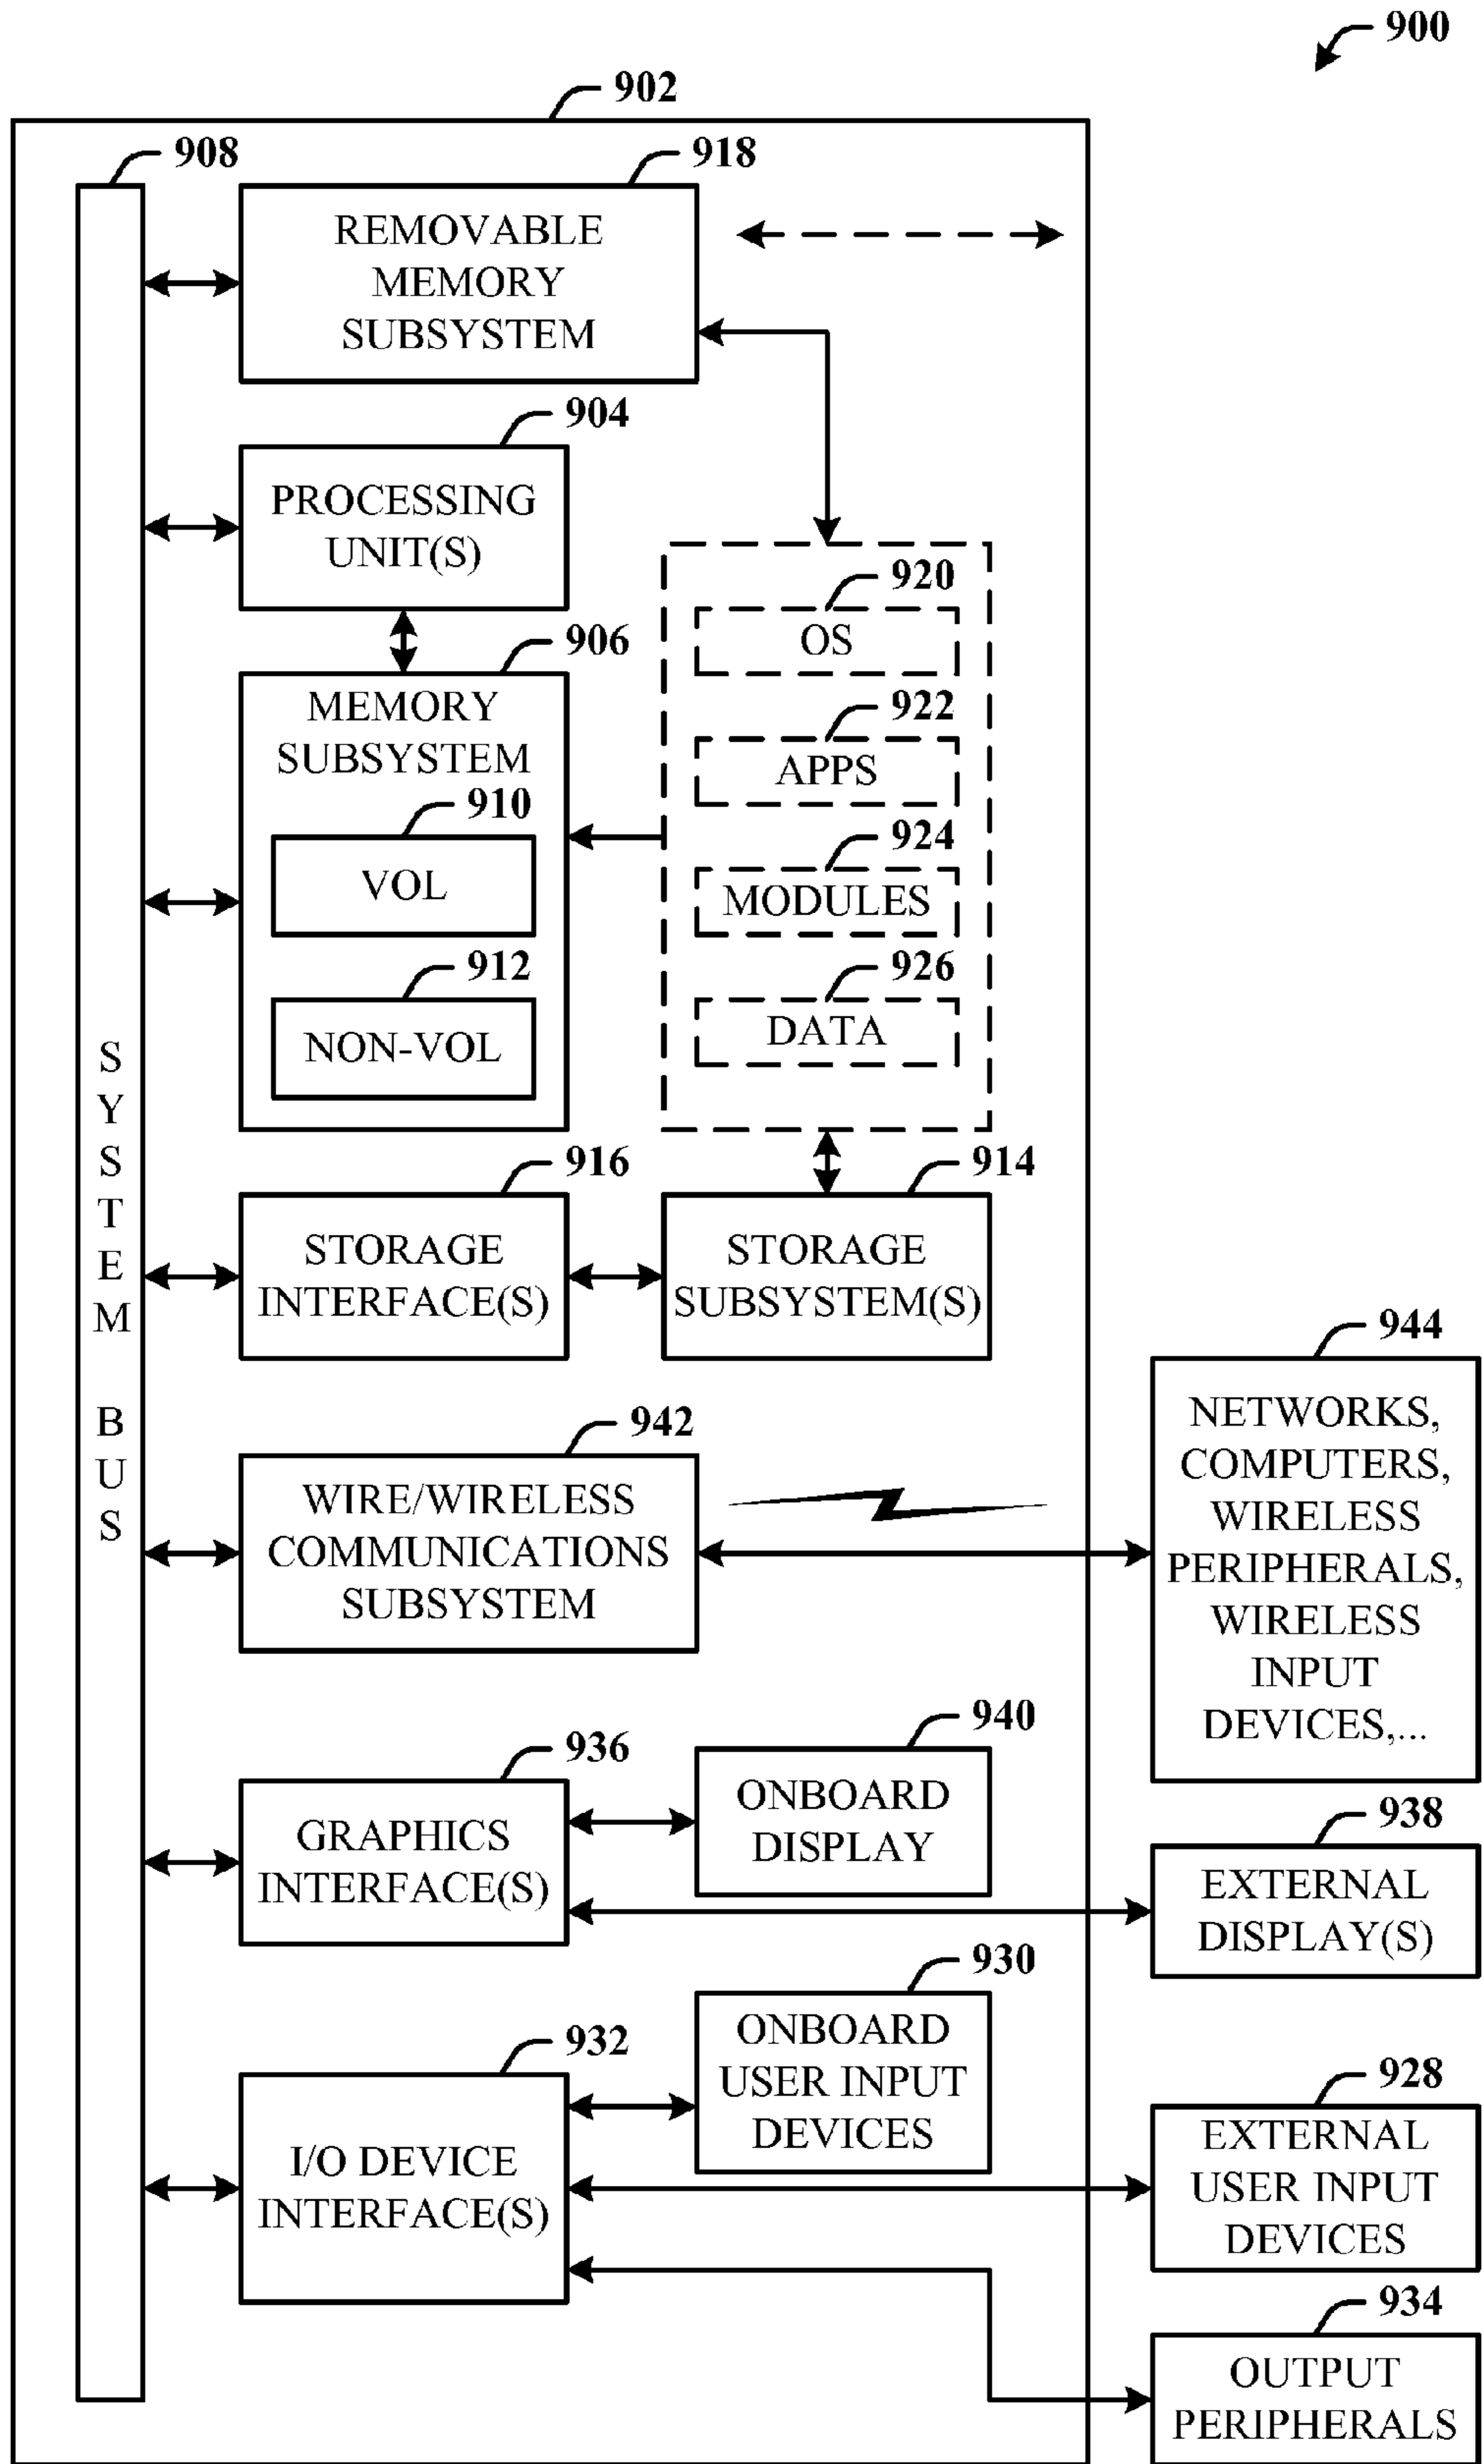 900
902
908
918
REMOVABLE
MEMORY
SUBSYSTEM
904
PROCESSING
UNIT(S)
920
OS
906
MEMORY
SUBSYSTEM
922
APPS
910
VOL
924
MODULES
912
NON-VOL
926
DATA
SYSTEM BUS
916
STORAGE
INTERFACE(S)
914
STORAGE
SUBSYSTEM(S)
944
NETWORKS,
COMPUTERS,
WIRELESS
PERIPHERALS,
WIRELESS
INPUT
DEVICES,...
942
WIRE/WIRELESS
COMMUNICATIONS
SUBSYSTEM
940
ONBOARD
DISPLAY
936
GRAPHICS
INTERFACE(S)
938
EXTERNAL
DISPLAY(S)
930
ONBOARD
USER INPUT
DEVICES
932
I/O DEVICE
INTERFACE(S)
928
EXTERNAL
USER INPUT
DEVICES
934
OUTPUT
PERIPHERALS